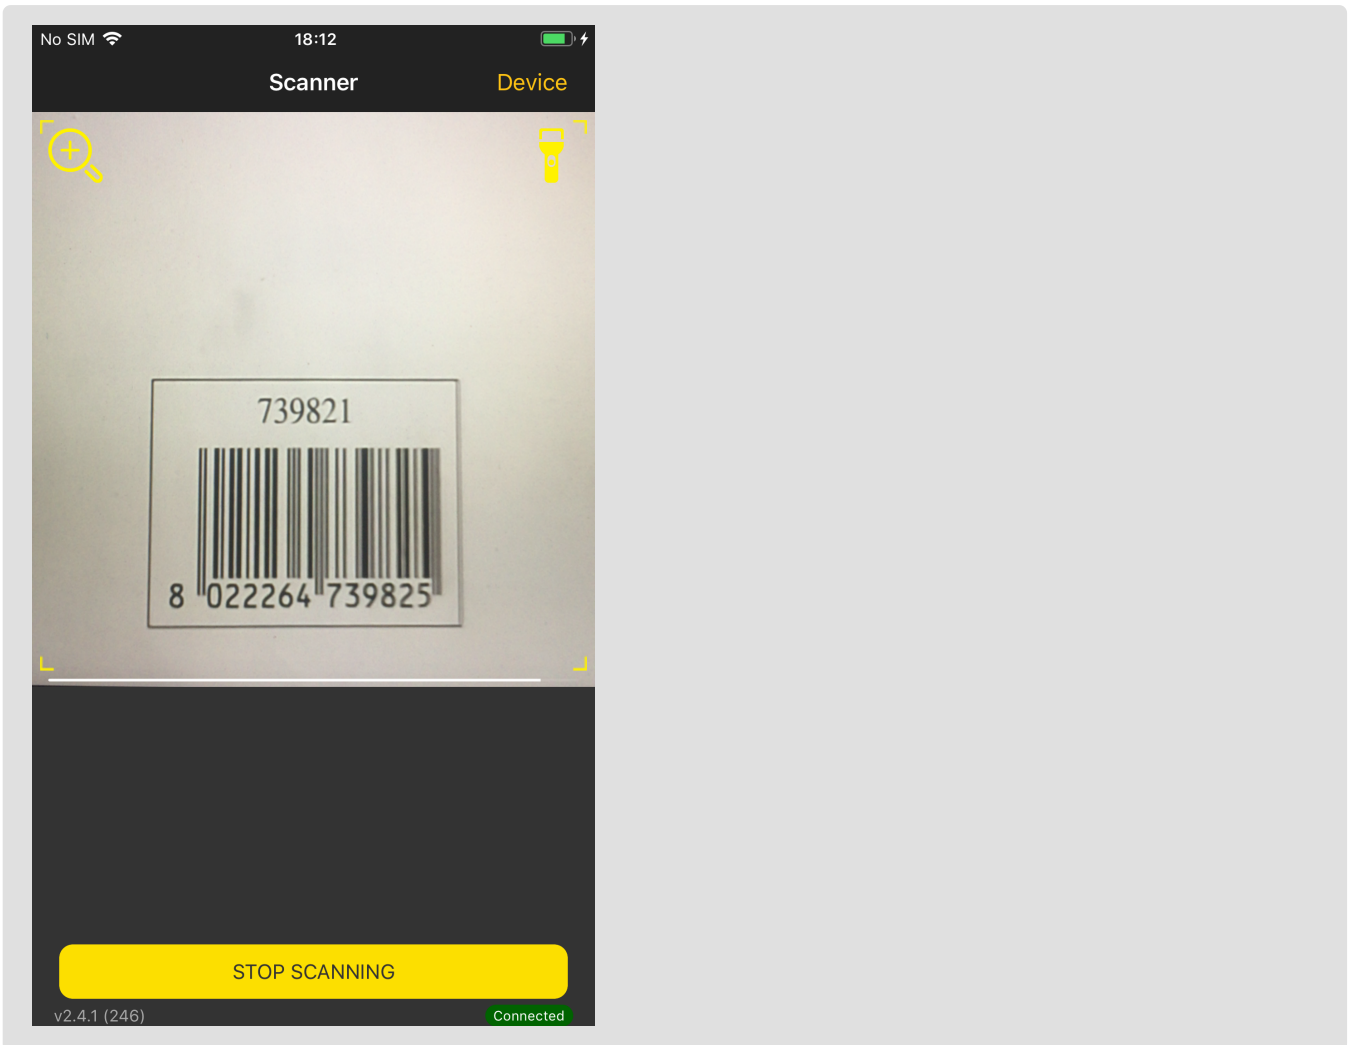 No SIM 18:12
Scanner Device
739821
8 022264 739825
STOP SCANNING
v2.4.1 (246) Connected